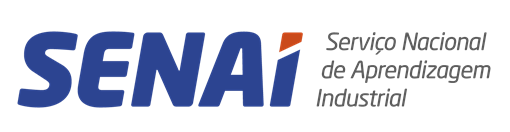 SENAI
Serviço Nacional
de Aprendizagem
Industrial